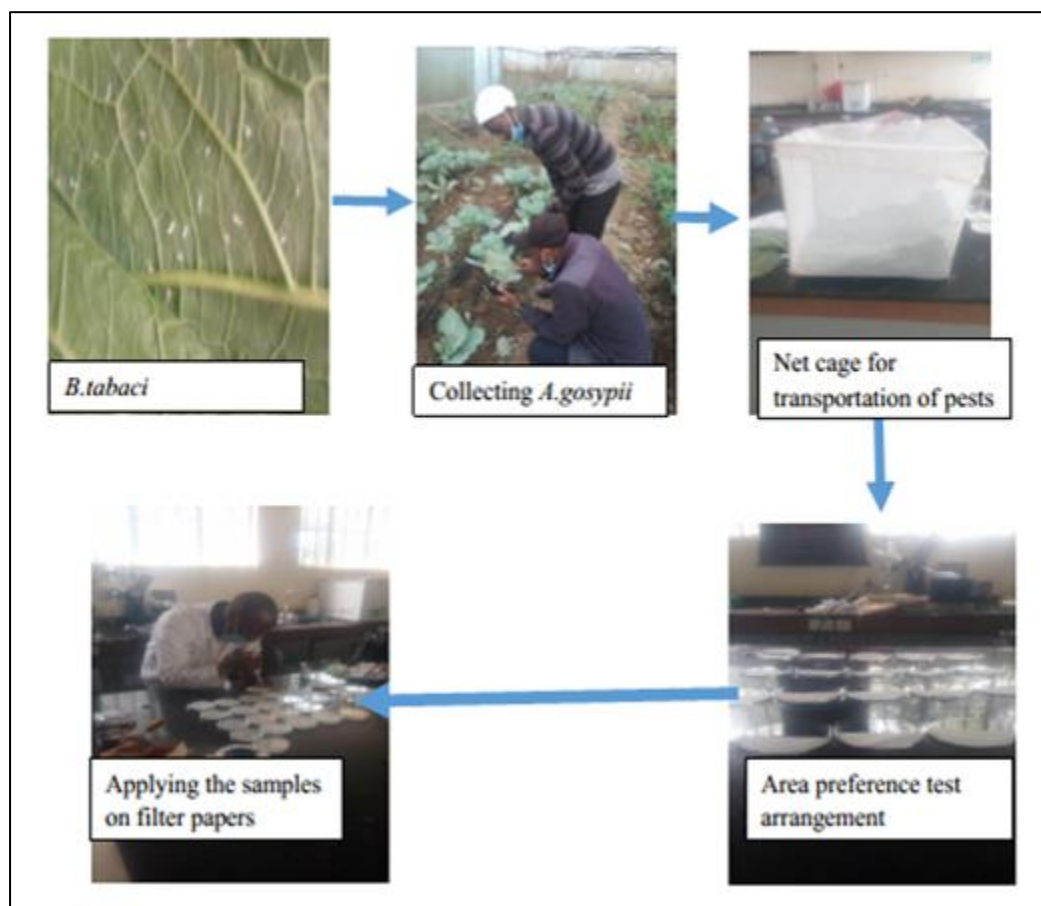 B.tabaci
Collecting A.gosypii
Net cage for
transportation of pests
Area preference test
arrangement
Applying the samples
on filter papers